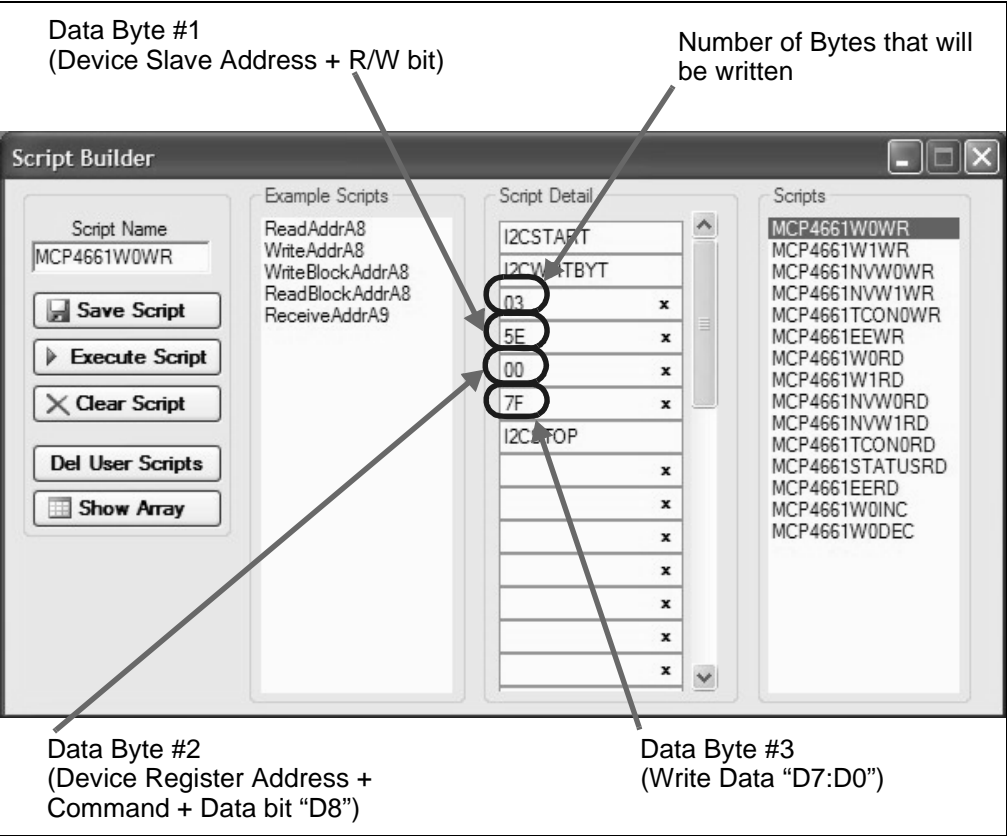 Data Byte #1
(Device Slave Address + R/W bit)
Number of Bytes that will
be written
Script Builder
Script Name
MCP4661W0WR
Save Script
Execute Script
Clear Script
Del User Scripts
Show Array
Example Scripts
ReadAddrA8
WriteAddrA8
WriteBlockAddrA8
ReadBlockAddrA8
ReceiveAddrA9
Script Detail
I2CSTART
03 x
5E x
00 x
7F x
I2CSTOP
x
x
x
x
x
x
x
Scripts
MCP4661W0WR
MCP4661W1WR
MCP4661NVW0WR
MCP4661NVW1WR
MCP4661TCON0WR
MCP4661EEWR
MCP4661W0RD
MCP4661W1RD
MCP4661NVW0RD
MCP4661NVW1RD
MCP4661TCON0RD
MCP4661STATUSRD
MCP4661EERD
MCP4661W0INC
MCP4661W0DEC
Data Byte #2
(Device Register Address +
Command + Data bit “D8”)
Data Byte #3
(Write Data “D7:D0”)